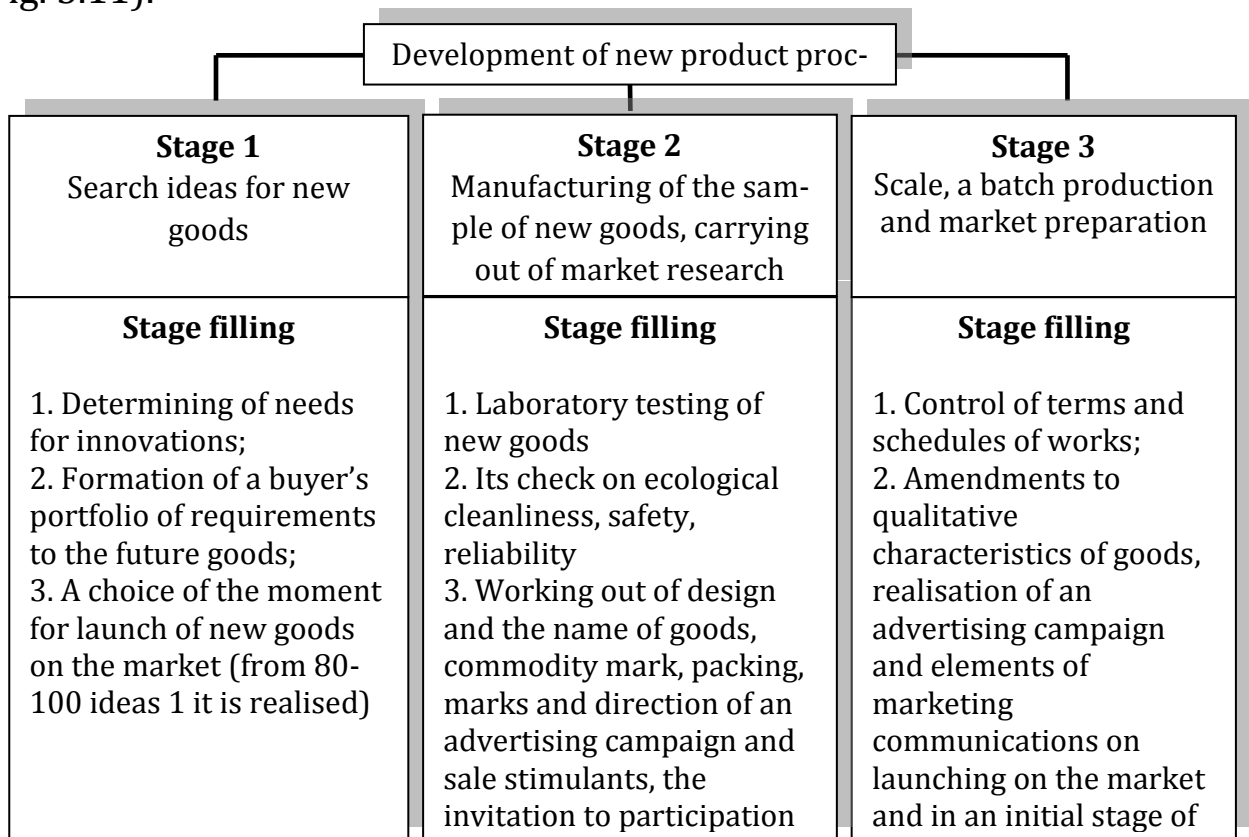 ig. 3.11).
Development of new product proc-
Stage 1
Search ideas for new
goods
Stage 2
Manufacturing of the sam-
ple of new goods, carrying
out of market research
Stage 3
Scale, a batch production
and market preparation
Stage filling
1. Determining of needs
for innovations;
2. Formation of a buyer’s
portfolio of requirements
to the future goods;
3. A choice of the moment
for launch of new goods
on the market (from 80-
100 ideas 1 it is realised)
Stage filling
1. Laboratory testing of
new goods
2. Its check on ecological
cleanliness, safety,
reliability
3. Working out of design
and the name of goods,
commodity mark, packing,
marks and direction of an
advertising campaign and
sale stimulants, the
invitation to participation
Stage filling
1. Control of terms and
schedules of works;
2. Amendments to
qualitative
characteristics of goods,
realisation of an
advertising campaign
and elements of
marketing
communications on
launching on the market
and in an initial stage of